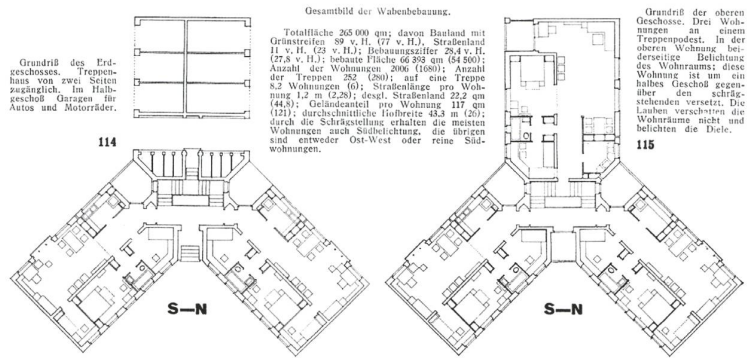 Gesamtbild der Wabenbebauung.
Totalfläche 265 000 qm; davon Bauland mit
Grünstreifen 89 v. H. (77 v. H.), Straßenland
11 v. H. (23 v. H.); Bebauungsziffer 28,4 v. H.
(27,8 v. H.); bebaute Fläche 66 393 qm (54 500);
Anzahl der Wohnungen 2006 (1680); Anzahl
der Treppen 252 (280); auf eine Treppe
8,2 Wohnungen (6); Straßenlänge pro Woh-
nung 1,2 m (2,28); desgl. Straßenland 22,2 qm
(44,8); Geländeanteil pro Wohnung 117 qm
(121); durchschnittliche Hofbreite 43,3 m (26);
durch die Schrägstellung erhalten die meisten
Wohnungen auch Südbelichtung, die übrigen
sind entweder Ost-West oder reine Süd-
wohnungen.
Grundriß des Erd-
geschosses. Treppen-
haus von zwei Seiten
zugänglich. Im Halb-
geschoß Garagen für
Autos und Motorräder.
114
Grundriß der oberen
Geschosse. Drei Woh-
nungen an einem
Treppenpodest. In der
oberen Wohnung bei-
derseitige Belichtung
des Wohnraums; diese
Wohnung ist um ein
halbes Geschoß gegen-
über den schräg-
stehenden versetzt. Die
Lauben verschatten die
Wohnräume nicht und
belichten die Diele.
115
S—N
S—N